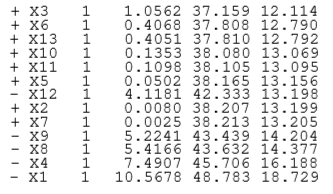 + X3 1 1.0562 37.159 12.114
+ X6 1 0.4068 37.808 12.790
+ X13 1 0.4051 37.810 12.792
+ X10 1 0.1353 38.080 13.069
+ X11 1 0.1098 38.105 13.095
+ X5 1 0.0502 38.165 13.156
- X12 1 4.1181 42.333 13.198
+ X2 1 0.0080 38.207 13.199
+ X7 1 0.0025 38.213 13.205
- X9 1 5.2241 43.439 14.204
- X8 1 5.4166 43.632 14.377
- X4 1 7.4907 45.706 16.188
- X1 1 10.5678 48.783 18.729